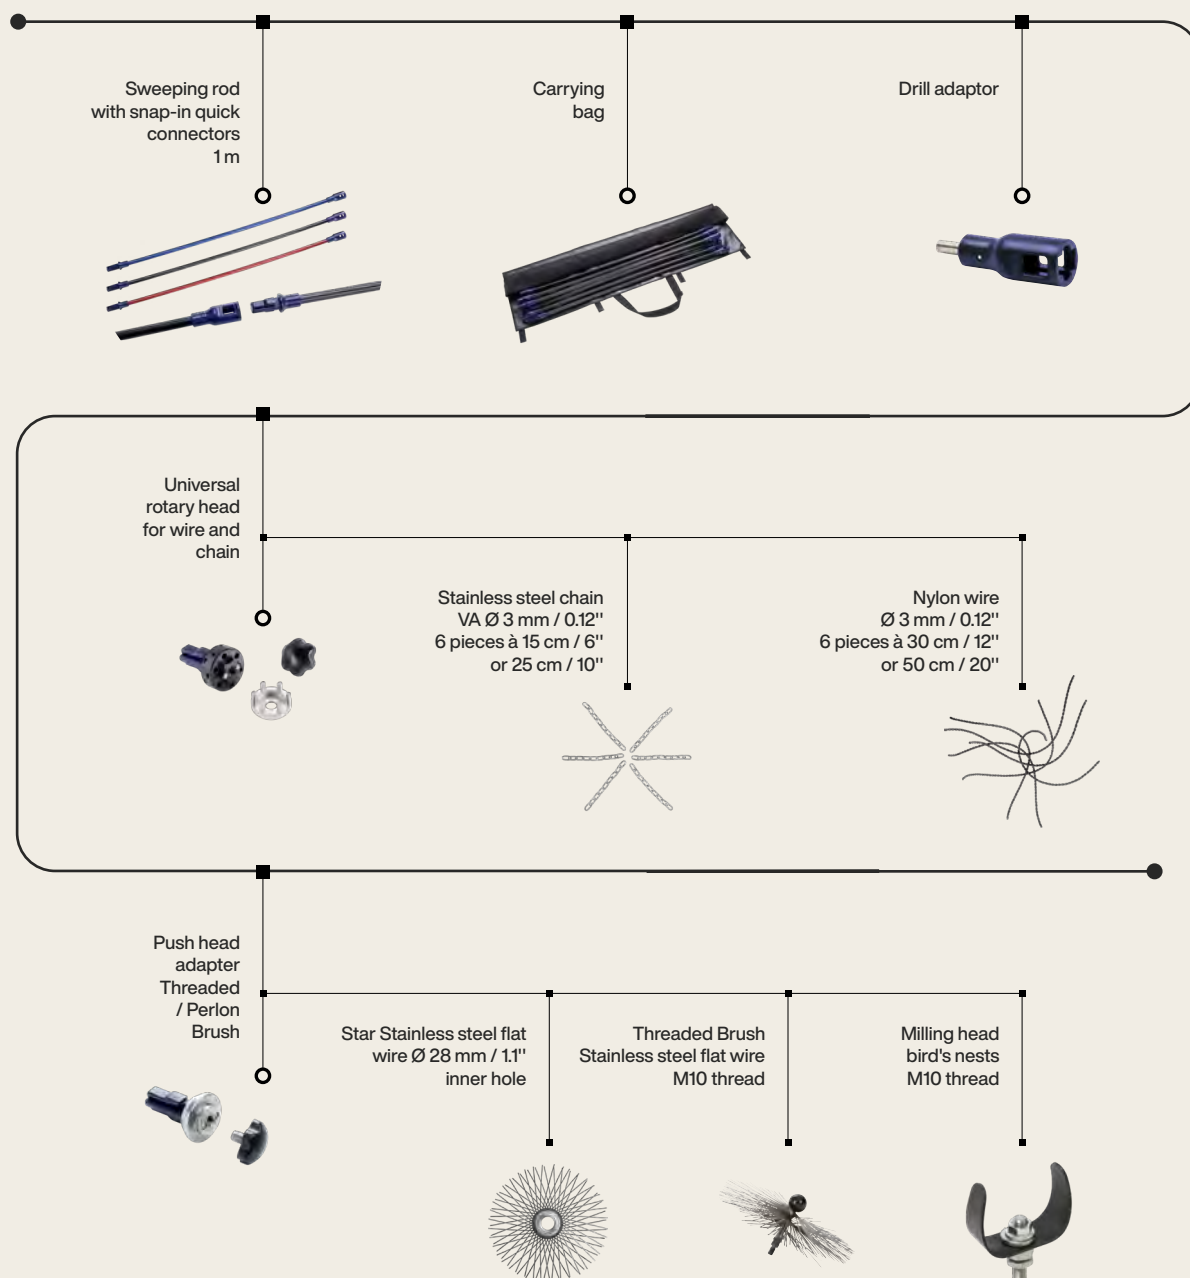 Sweeping rod
with snap-in quick
connectors
1 m
Carrying
bag
Drill adaptor
Universal
rotary head
for wire and
chain
Stainless steel chain
VA Ø 3 mm / 0.12"
6 pieces à 15 cm / 6"
or 25 cm / 10"
Nylon wire
Ø 3 mm / 0.12"
6 pieces à 30 cm / 12"
or 50 cm / 20"
Push head
adapter
Threaded
/ Perlon
Brush
Star Stainless steel flat
wire Ø 28 mm / 1.1"
inner hole
Threaded Brush
Stainless steel flat wire
M10 thread
Milling head
bird's nests
M10 thread